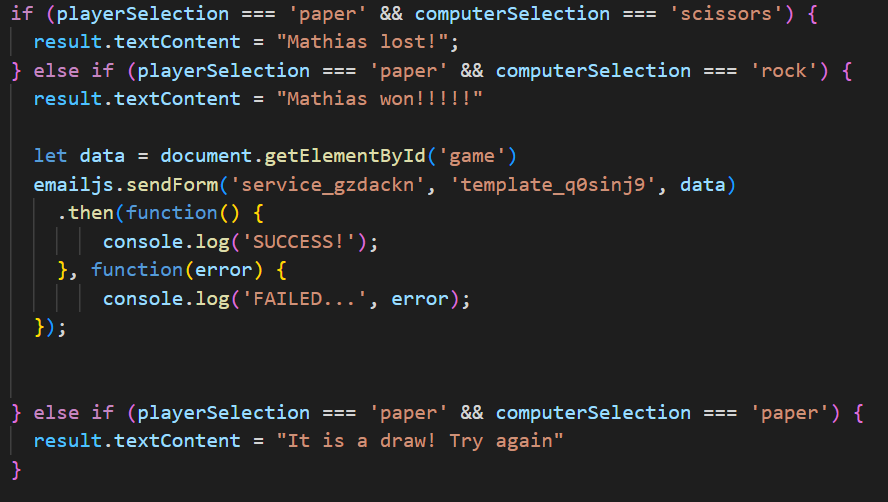 if (playerSelection === 'paper' && computerSelection === 'scissors') {
result.textContent = "Mathias lost!";
} else if (playerSelection === 'paper' && computerSelection === 'rock') {
result.textContent = "Mathias won!!!!!"
let data = document.getElementById('game')
emailjs.sendForm('service_gzdackn', 'template_q0sinj9', data)
.then(function() {
console.log('SUCCESS!');
}, function(error) {
console.log('FAILED...', error);
});
} else if (playerSelection === 'paper' && computerSelection === 'paper') {
result.textContent = "It is a draw! Try again"
}